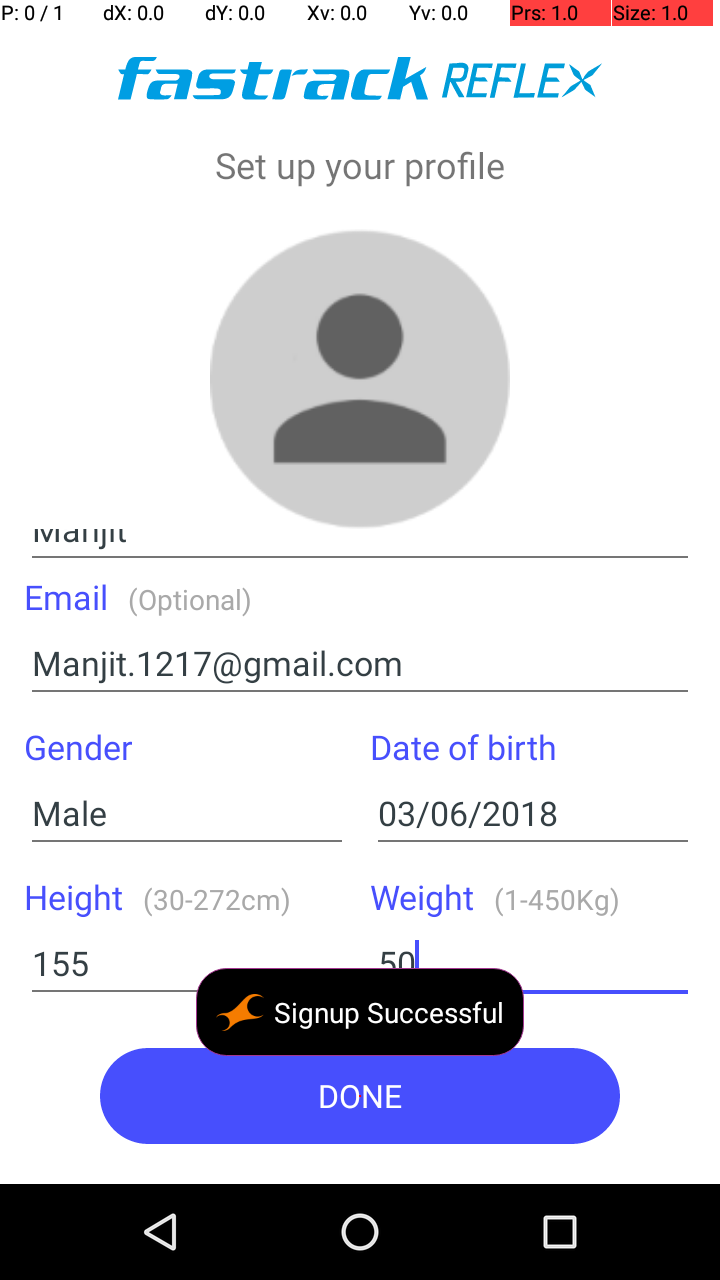 P: 0 / 1 dX: 0.0 dY: 0.0 Xv: 0.0 Yv: 0.0 Prs: 1.0 Size: 1.0
fastrack REFLEX
Set up your profile
Manjit
Email (Optional)
Manjit.1217@gmail.com
Gender Date of birth
Male 03/06/2018
Height (30-272cm) Weight (1-450Kg)
155 50
Signup Successful
DONE